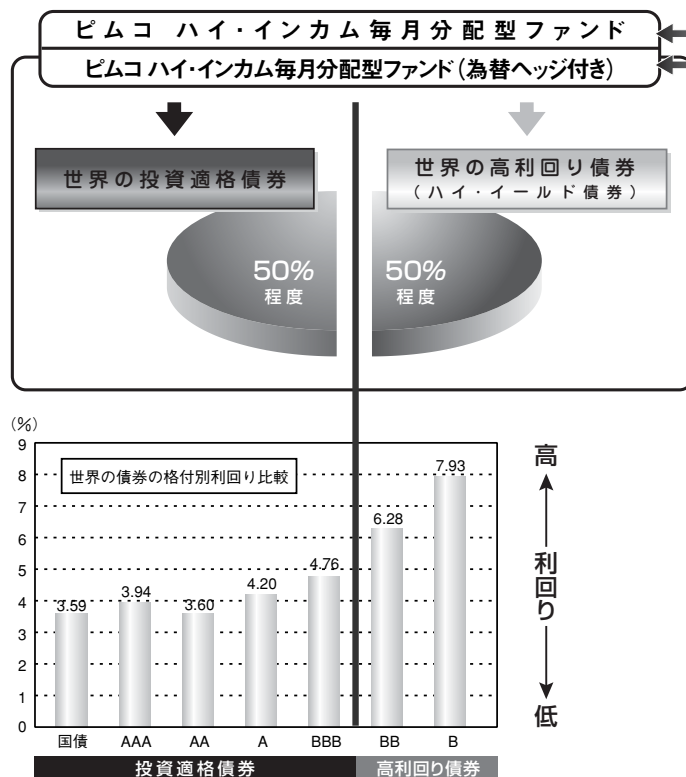 ピムコ ハイ・インカム毎月分配型ファンド
ピムコ ハイ・インカム毎月分配型ファンド（為替ヘッジ付き）
世界の投資適格債券
世界の高利回り債券
（ハイ・イールド債券）
50%
程度
50%
程度
(%)
世界の債券の格付別利回り比較
9
8
7
6
5
4
3
2
1
0
3.59
3.94
3.60
4.20
4.76
6.28
7.93
国債 AAA AA A BBB BB B
投資適格債券 高利回り債券
高
利回り
低